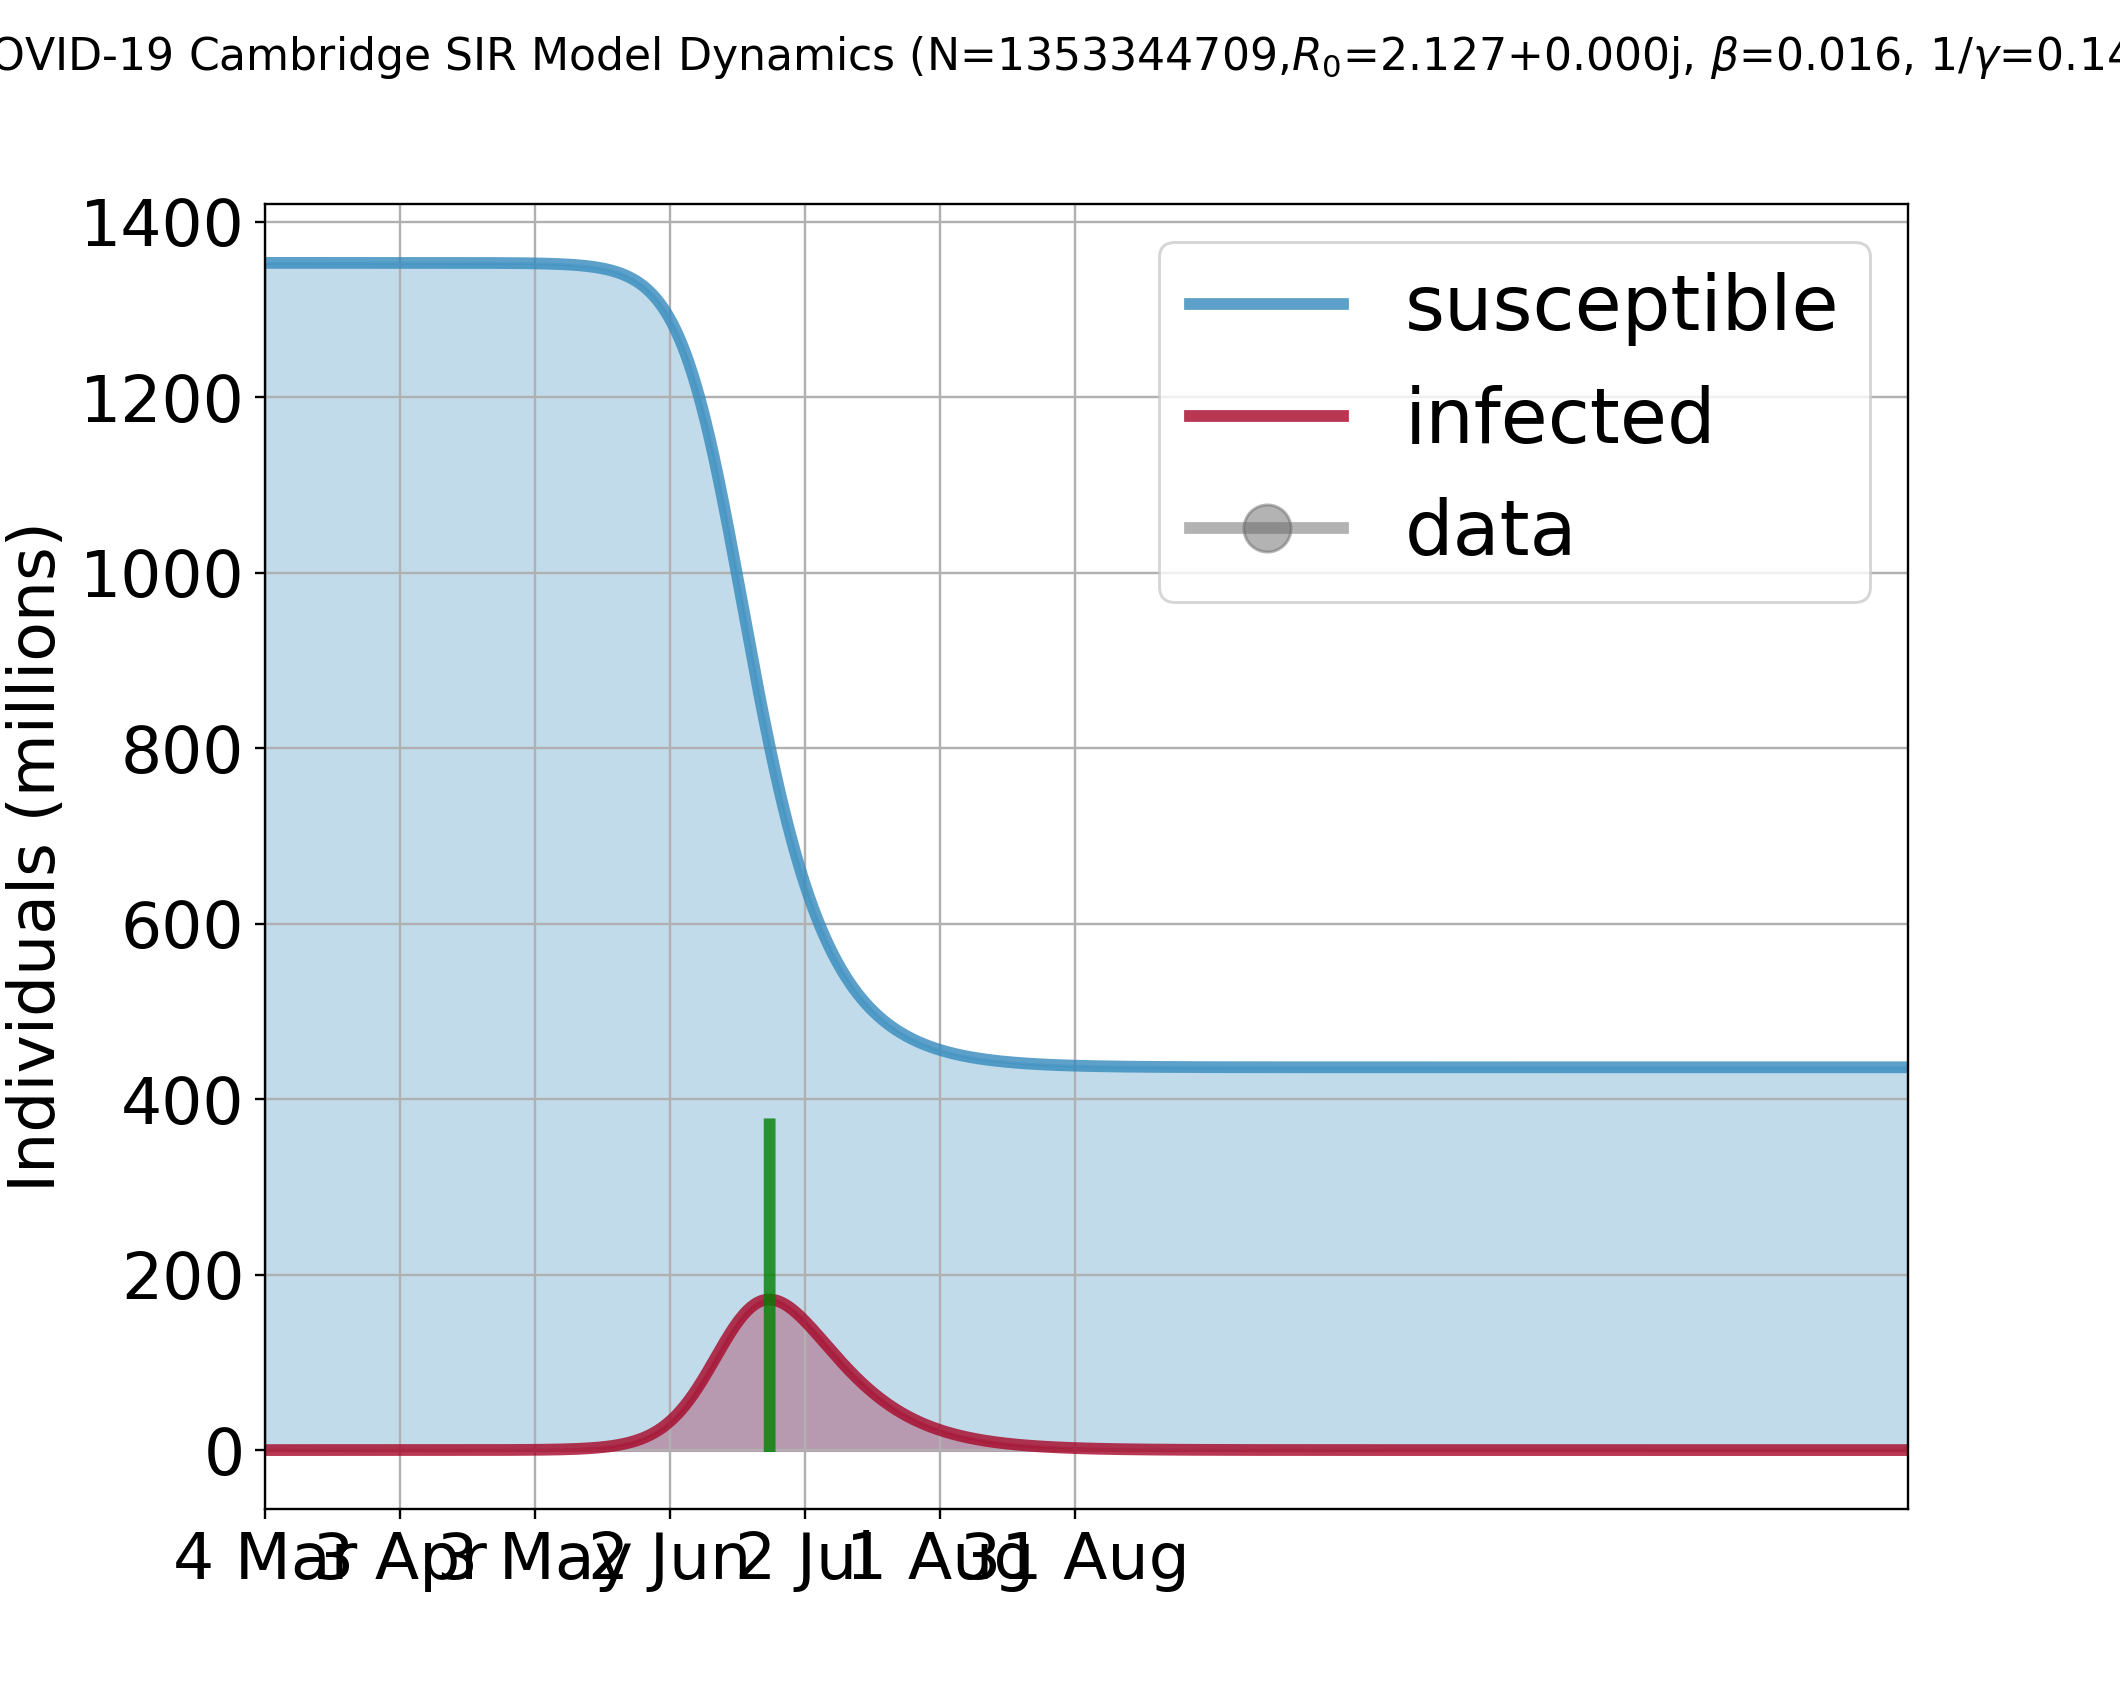 OVID-19 Cambridge SIR Model Dynamics (N=1353344709,R₀=2.127+0.000j, β=0.016, 1/γ=0.14
1400
1200
1000
800
600
400
200
0
Individuals (millions)
susceptible
infected
data
4 Mar
3 Apr
3 May
2 Jun
2 Jul
1 Aug
31 Aug